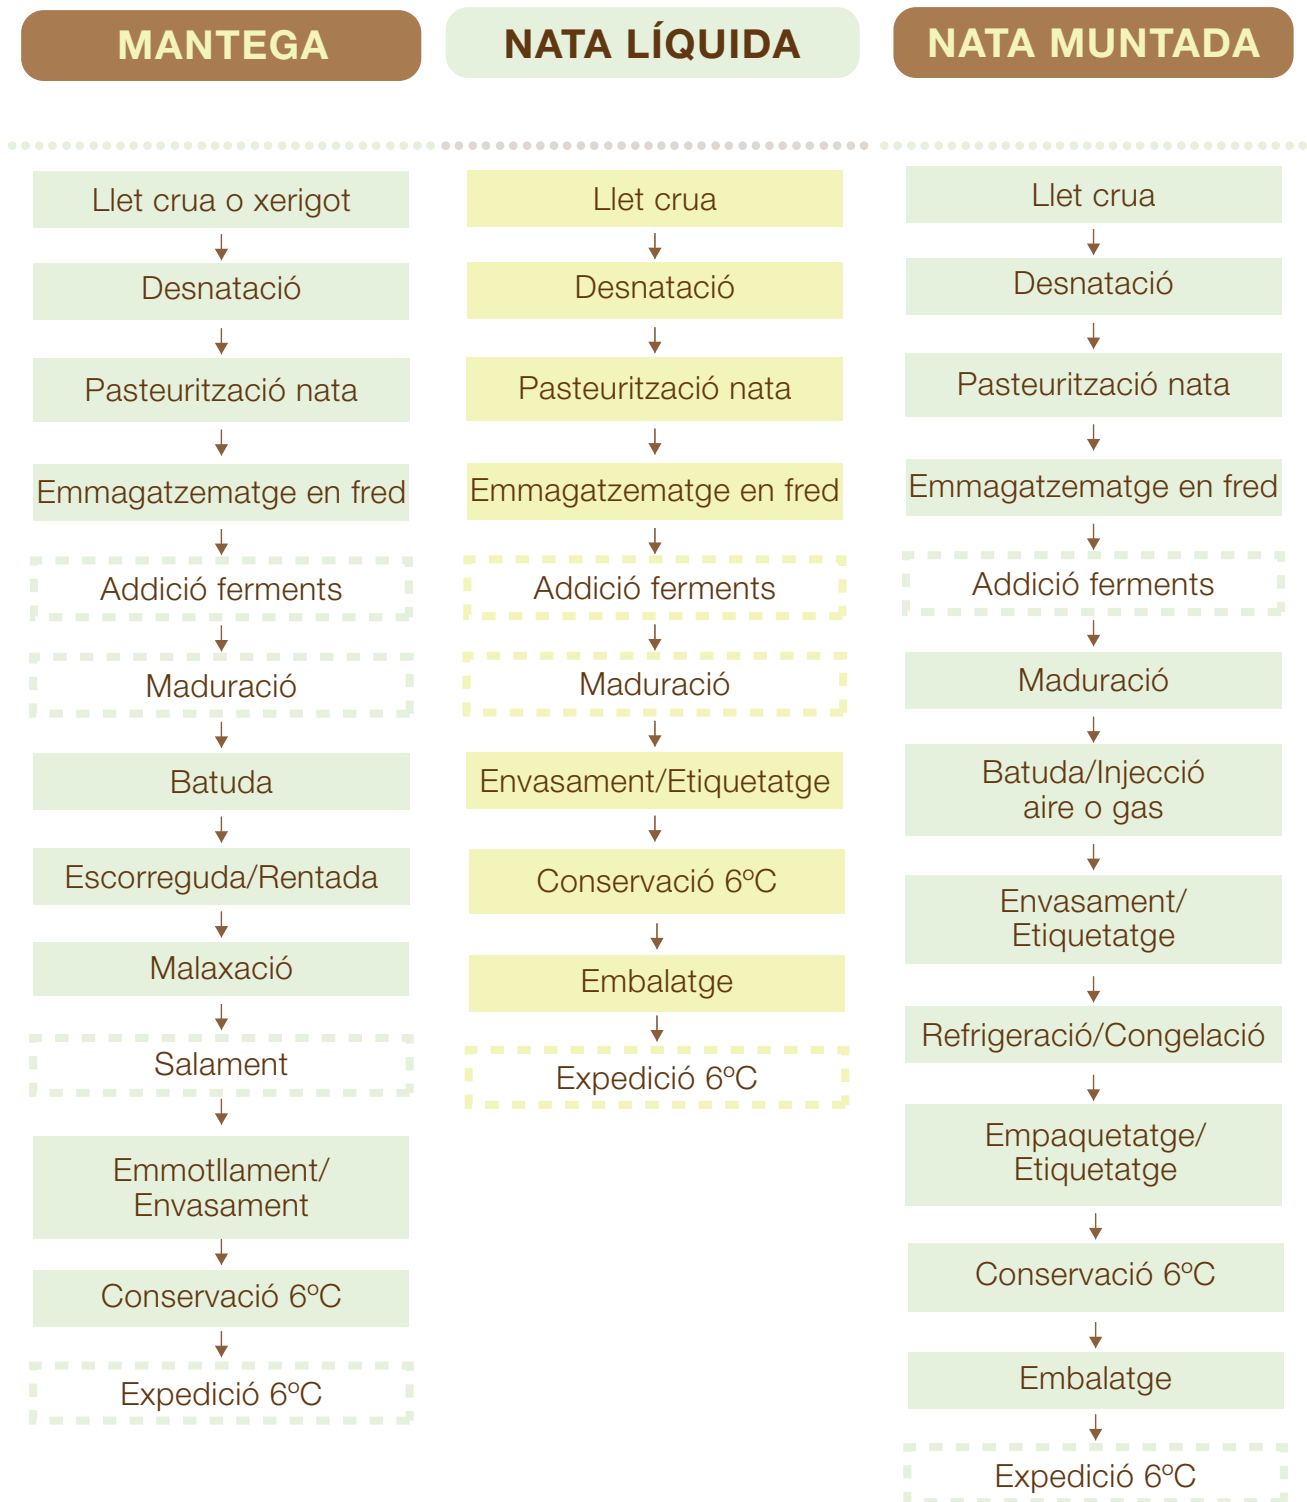 MANTEGA
Llet crua o xerigot
Desnatació
Pasteurització nata
Emmagatzematge en fred
Addició ferments
Maduració
Batuda
Escorreguda/Rentada
Malaxació
Salament
Emmotllament/
Envasament
Conservació 6ºC
Expedició 6ºC
NATA LÍQUIDA
Llet crua
Desnatació
Pasteurització nata
Emmagatzematge en fred
Addició ferments
Maduració
Envasament/Etiquetatge
Conservació 6ºC
Embalatge
Expedició 6ºC
NATA MUNTADA
Llet crua
Desnatació
Pasteurització nata
Emmagatzematge en fred
Addició ferments
Maduració
Batuda/Injecció
aire o gas
Envasament/
Etiquetatge
Refrigeració/Congelació
Empaquetatge/
Etiquetatge
Conservació 6ºC
Embalatge
Expedició 6ºC